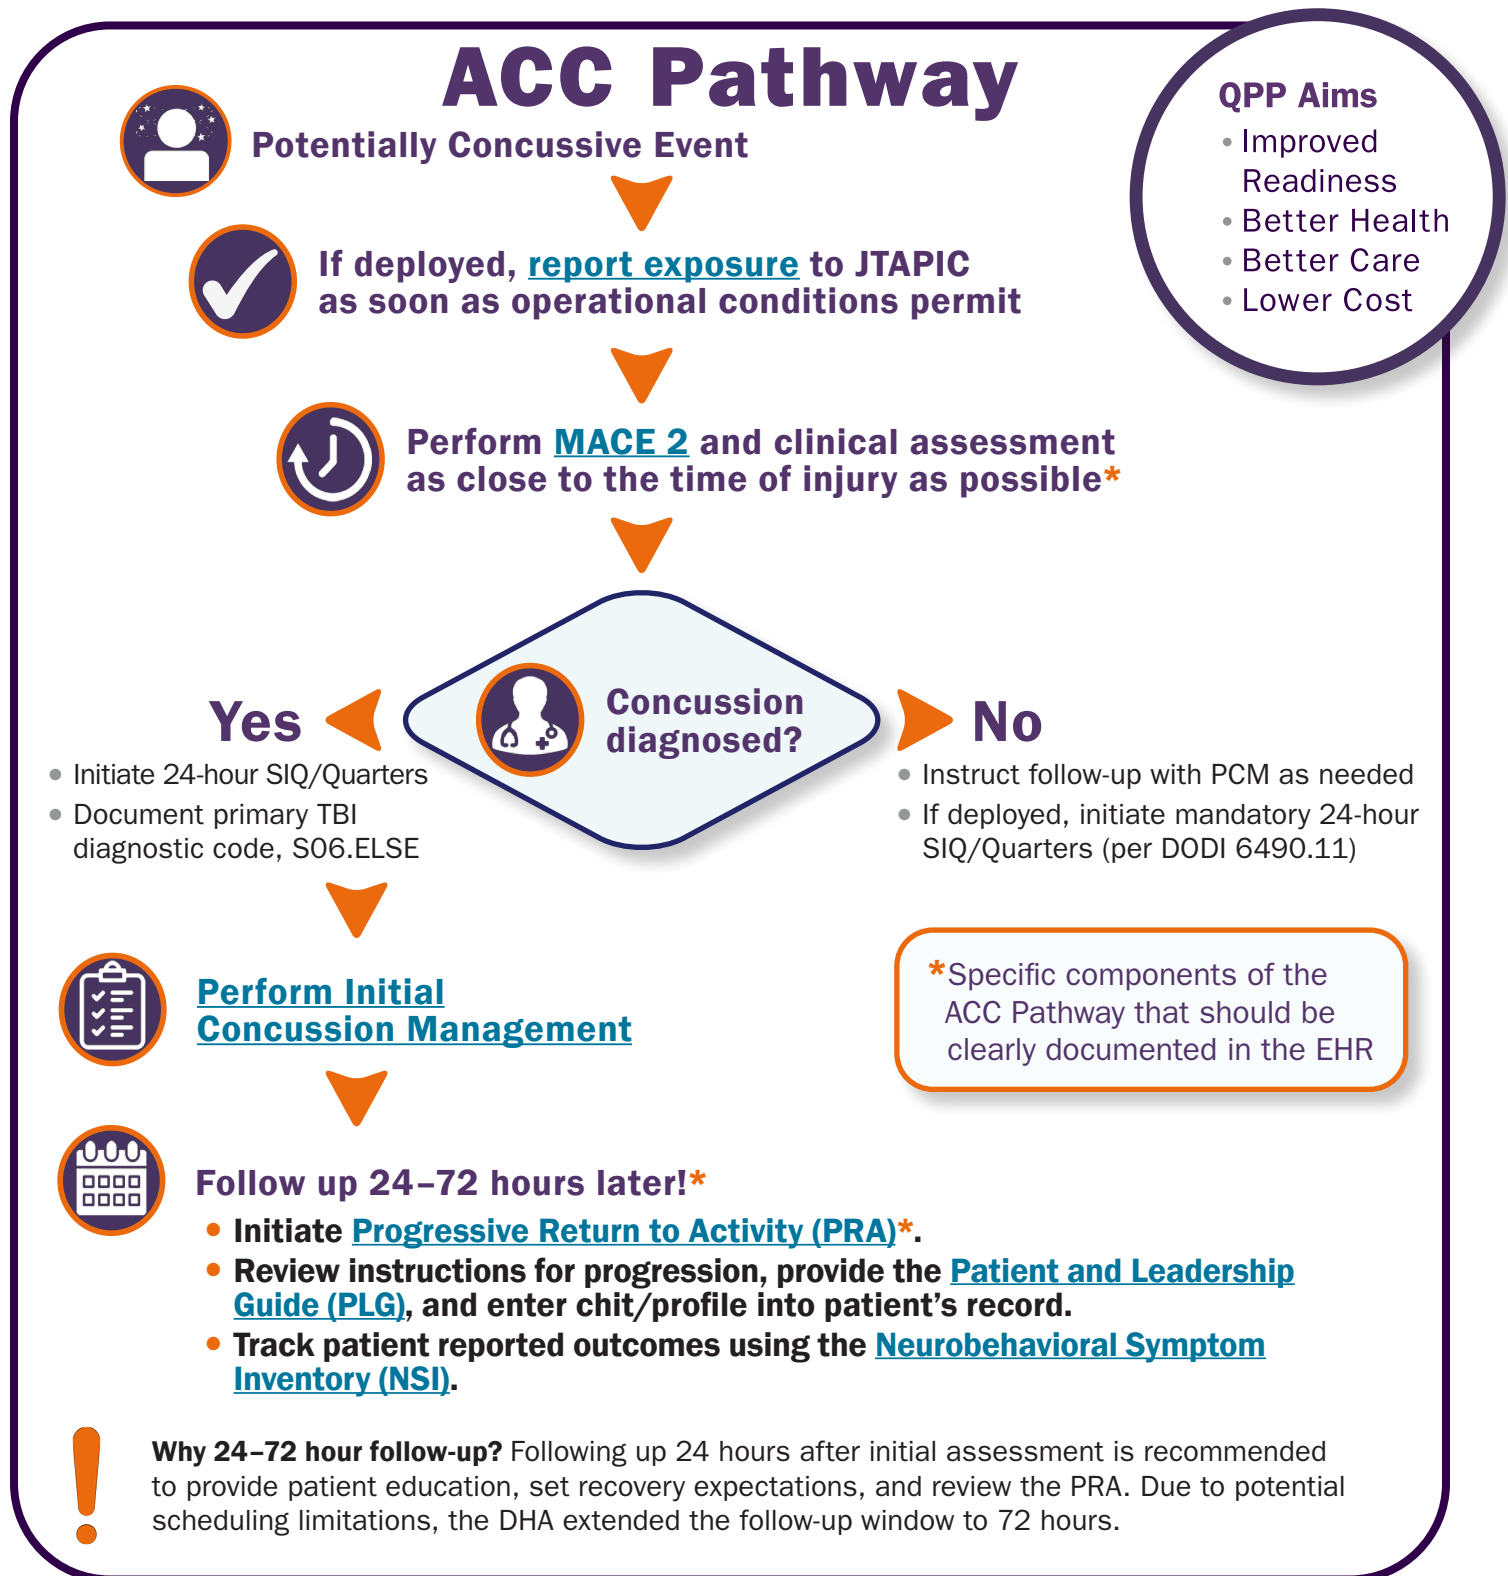 ACC Pathway
QPP Aims
• Improved
Readiness
• Better Health
• Better Care
• Lower Cost
Potentially Concussive Event
If deployed, report exposure to JTAPIC
as soon as operational conditions permit
Perform MACE 2 and clinical assessment
as close to the time of injury as possible*
Concussion
diagnosed?
Yes
• Initiate 24-hour SIQ/Quarters
• Document primary TBI
diagnostic code, S06.ELSE
No
• Instruct follow-up with PCM as needed
• If deployed, initiate mandatory 24-hour
SIQ/Quarters (per DODI 6490.11)
*Specific components of the
ACC Pathway that should be
clearly documented in the EHR
Perform Initial
Concussion Management
Follow up 24–72 hours later!*
• Initiate Progressive Return to Activity (PRA)*.
• Review instructions for progression, provide the Patient and Leadership
Guide (PLG), and enter chit/profile into patient’s record.
• Track patient reported outcomes using the Neurobehavioral Symptom
Inventory (NSI).
Why 24–72 hour follow-up? Following up 24 hours after initial assessment is recommended
to provide patient education, set recovery expectations, and review the PRA. Due to potential
scheduling limitations, the DHA extended the follow-up window to 72 hours.